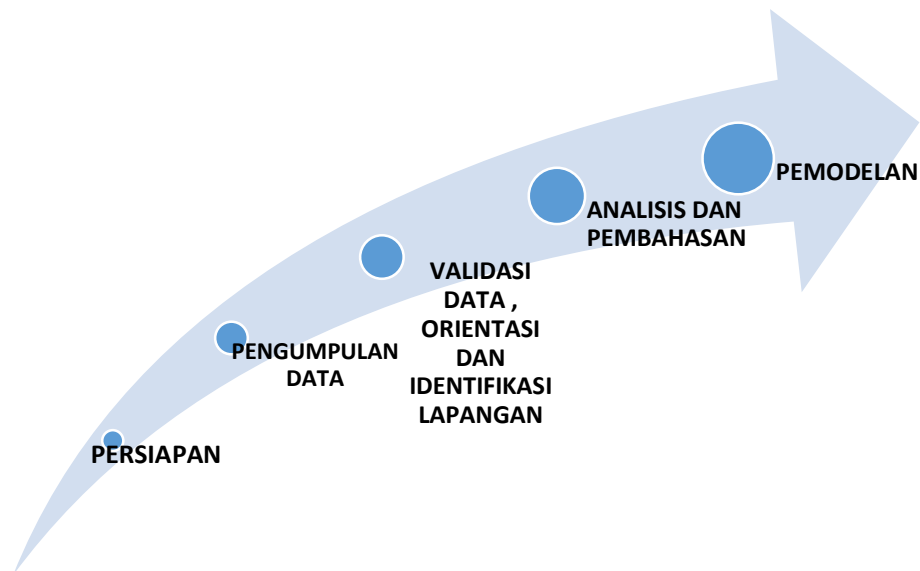 PERSIAPAN
PENGUMPULAN
DATA
VALIDASI
DATA ,
ORIENTASI
DAN
IDENTIFIKASI
LAPANGAN
ANALISIS DAN
PEMBAHASAN
PEMODELAN